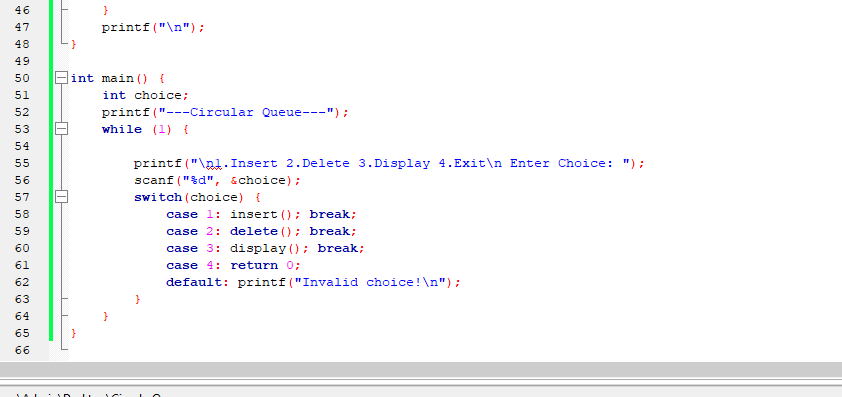 46 }
47 printf("\n");
48 }
49
50 int main() {
51 int choice;
52 printf("---Circular Queue---");
53 while (1) {
54
55 printf("\n1.Insert 2.Delete 3.Display 4.Exit\n Enter Choice: ");
56 scanf("%d", &choice);
57 switch(choice) {
58 case 1: insert(); break;
59 case 2: delete(); break;
60 case 3: display(); break;
61 case 4: return 0;
62 default: printf("Invalid choice!\n");
63 }
64 }
65 }
66